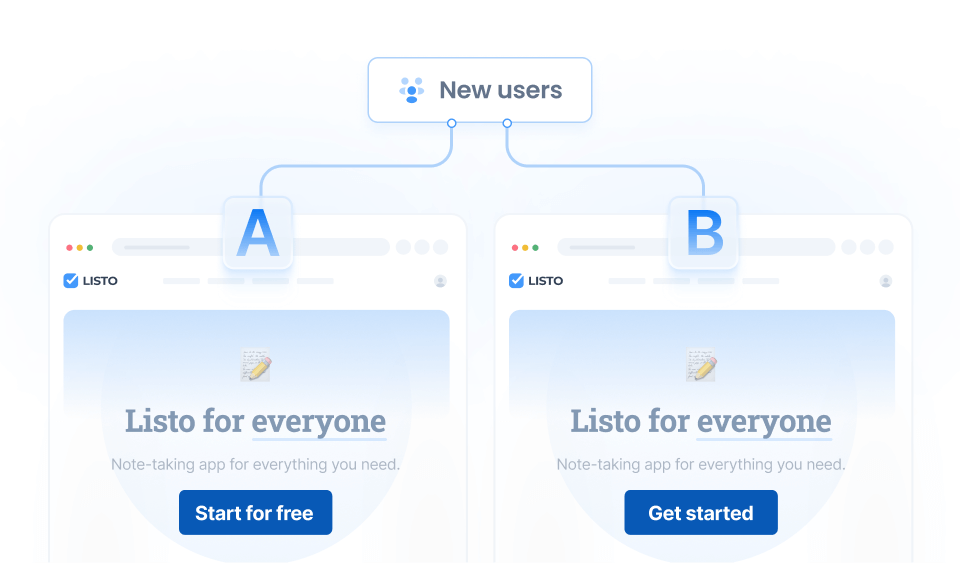 New users
A
B
LISTO
LISTO
Listo for everyone
Note-taking app for everything you need.
Start for free
Listo for everyone
Note-taking app for everything you need.
Get started